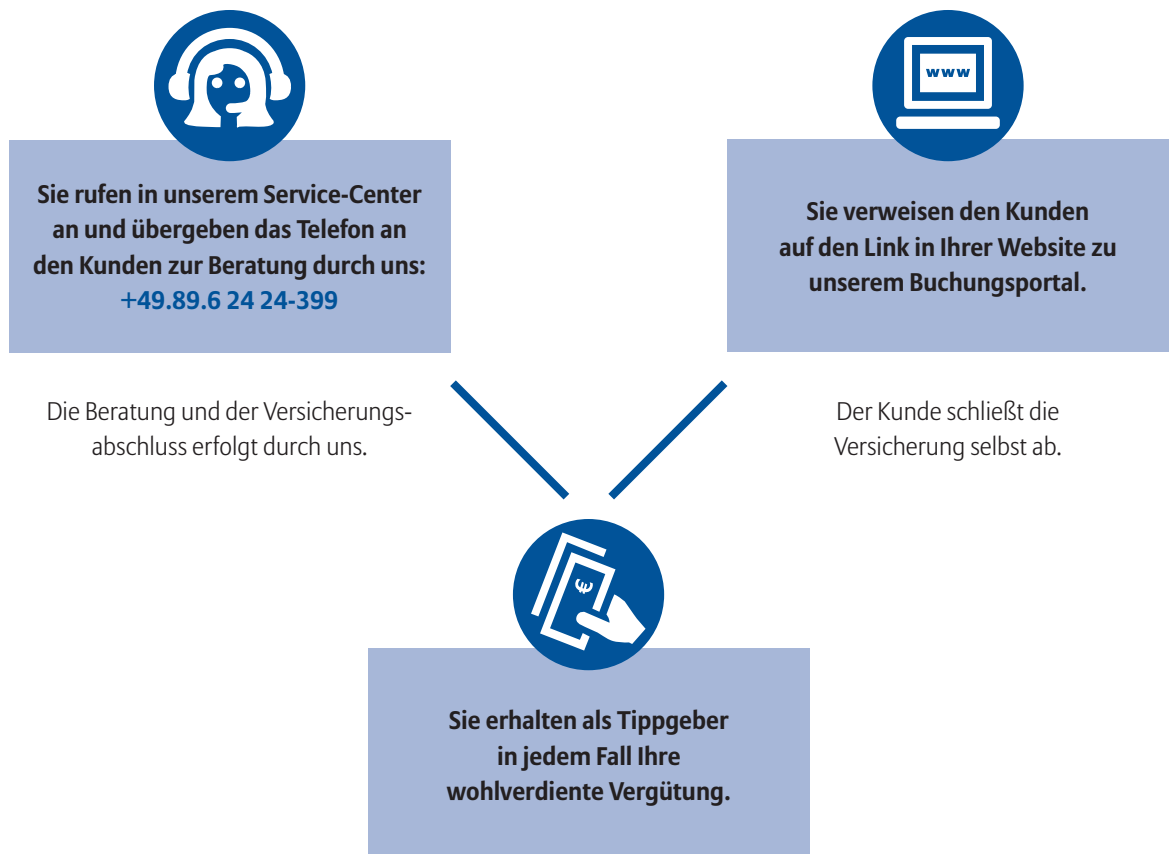 Sie rufen in unserem Service-Center
an und übergeben das Telefon an
den Kunden zur Beratung durch uns:
+49.89.6 24 24-399
Die Beratung und der Versicherungs-
abschluss erfolgt durch uns.
www
Sie verweisen den Kunden
auf den Link in Ihrer Website zu
unserem Buchungsportal.
Der Kunde schließt die
Versicherung selbst ab.
€
Sie erhalten als Tippgeber
in jedem Fall Ihre
wohlverdiente Vergütung.